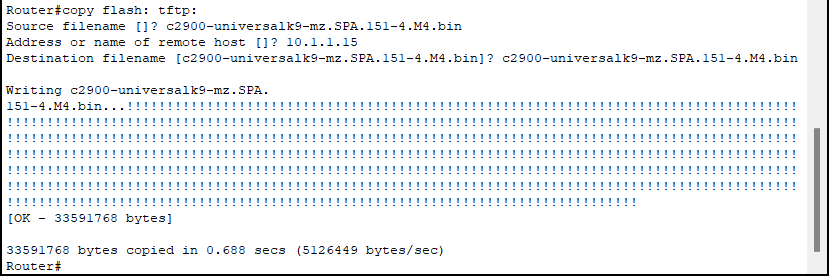 Router#copy flash: tftp:
Source filename []? c2900-universalk9-mz.SPA.151-4.M4.bin
Address or name of remote host []? 10.1.1.15
Destination filename [c2900-universalk9-mz.SPA.151-4.M4.bin]? c2900-universalk9-mz.SPA.151-4.M4.bin
Writing c2900-universalk9-mz.SPA.
151-4.M4.bin...!!!!!!!!!!!!!!!!!!!!!!!!!!!!!!!!!!!!!!!!!!!!!!!!!!!!!!!!!!!!!!!!!!!!!!!!!!!!!!!!!!!!
!!!!!!!!!!!!!!!!!!!!!!!!!!!!!!!!!!!!!!!!!!!!!!!!!!!!!!!!!!!!!!!!!!!!!!!!!!!!!!!!!!!!!!!!!!!!!!!!!!!
!!!!!!!!!!!!!!!!!!!!!!!!!!!!!!!!!!!!!!!!!!!!!!!!!!!!!!!!!!!!!!!!!!!!!!!!!!!!!!!!!!!!!!!!!!!!!!!!!!!
!!!!!!!!!!!!!!!!!!!!!!!!!!!!!!!!!!!!!!!!!!!!!!!!!!!!!!!!!!!!!!!!!!!!!!!!!!!!!!!!!!!!!!!!!!!!!!!!!!!
!!!!!!!!!!!!!!!!!!!!!!!!!!!!!!!!!!!!!!!!!!!!!!!!!!!!!!!!!!!!!!!!!!!!!!!!!!!!!!!!!!!!!!!!!!!!!!!!!!!
!!!!!!!!!!!!!!!!!!!!!!!!!!!!!!!!!!!!!!!!!!!!!!!!!!!!!!!!!!!!!!!!!!!!!!!!!!!!!!!!!!!!!!!!!!!!!!!!!!!
!!!!!!!!!!!!!!!!!!!!!!!!!!!!!!!!!!!!!!!!!!!!!!!!!!!!!!!!!!!!!!!!!!!!!!!!!!!!!!!
[OK - 33591768 bytes]
33591768 bytes copied in 0.688 secs (5126449 bytes/sec)
Router#